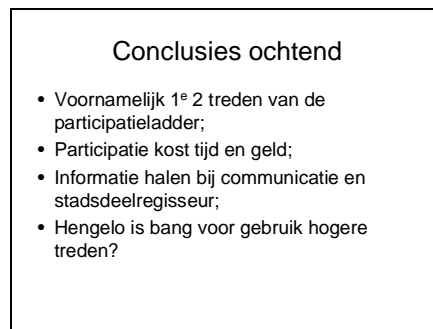 Conclusies ochtend
• Voornamelijk 1e 2 treden van de
participatieladder;
• Participatie kost tijd en geld;
• Informatie halen bij communicatie en
stadsdeelregisseur;
• Hengelo is bang voor gebruik hogere
treden?